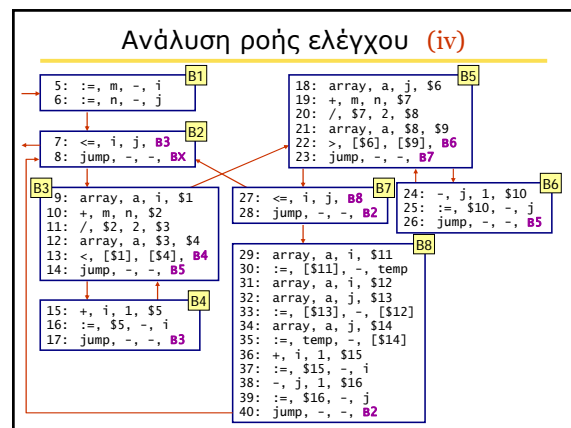 Ανάλυση ροής ελέγχου (iv)
B1
5: :=, m, -, i
6: :=, n, -, j
B2
7: <=, i, j, B3
8: jump, -, -, BX
B3
9: array, a, i, $1
10: +, m, n, $2
11: /, $2, 2, $3
12: array, a, $3, $4
13: <, [$1], [$4], B4
14: jump, -, -, B5
B4
15: +, i, 1, $5
16: :=, $5, -, i
17: jump, -, -, B3
B5
18: array, a, j, $6
19: +, m, n, $7
20: /, $7, 2, $8
21: array, a, $8, $9
22: >, [$6], [$9], B6
23: jump, -, -, B7
B6
24: -, j, 1, $10
25: :=, $10, -, j
26: jump, -, -, B5
B7
27: <=, i, j, B8
28: jump, -, -, B2
B8
29: array, a, i, $11
30: :=, [$11], -, temp
31: array, a, i, $12
32: array, a, j, $13
33: :=, [$13], -, [$12]
34: array, a, j, $14
35: :=, temp, -, [$14]
36: +, i, 1, $15
37: :=, $15, -, i
38: -, j, 1, $16
39: :=, $16, -, j
40: jump, -, -, B2